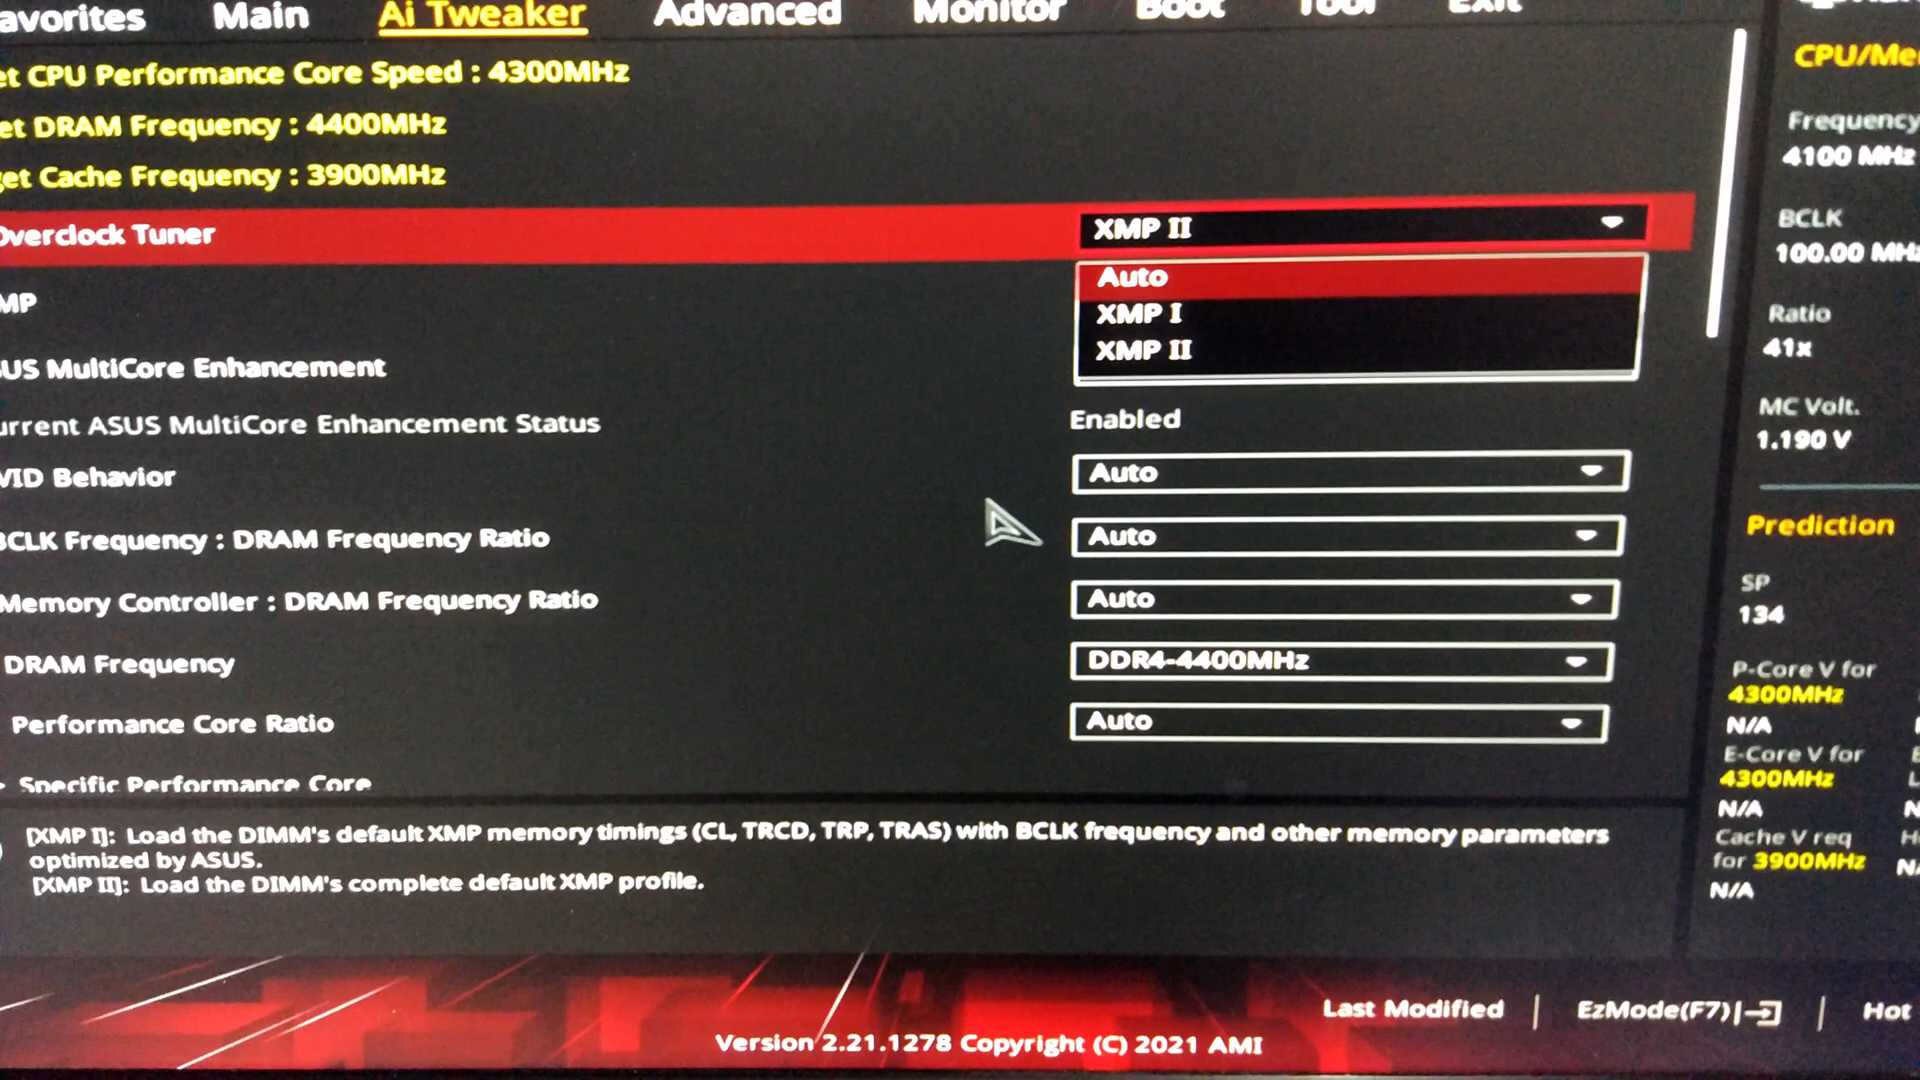 avorites Main Ai Tweaker Advanced Monitor Boot Tool Exit
et CPU Performance Core Speed : 4300MHz
et DRAM Frequency : 4400MHz
get Cache Frequency : 3900MHz
Overclock Tuner XMP II
Auto
XMP I
XMP II
MP
SUS MultiCore Enhancement
urrent ASUS MultiCore Enhancement Status Enabled
VID Behavior Auto
BCLK Frequency : DRAM Frequency Ratio Auto
Memory Controller : DRAM Frequency Ratio Auto
DRAM Frequency DDR4-4400MHz
Performance Core Ratio Auto
Specific Performance Core
[XMP I]: Load the DIMM's default XMP memory timings (CL, TRCD, TRP, TRAS) with BCLK frequency and other memory parameters
optimized by ASUS.
[XMP II]: Load the DIMM's complete default XMP profile.
CPU/Me
Frequency
4100 MHz
BCLK
100.00 MHz
Ratio
41x
MC Volt.
1.190 V
Prediction
SP
134
P-Core V for
4300MHz
N/A
E-Core V for
4300MHz
N/A
Cache V req
for 3900MHz
N/A
Last Modified | EzMode(F7)| | Hot
Version 2.21.1278 Copyright (C) 2021 AMI